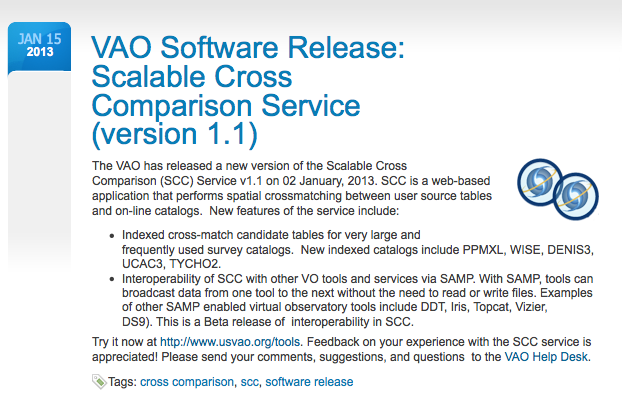 JAN 15
2013
VAO Software Release:
Scalable Cross
Comparison Service
(version 1.1)
The VAO has released a new version of the Scalable Cross
Comparison (SCC) Service v1.1 on 02 January, 2013. SCC is a web-based
application that performs spatial crossmatching between user source tables
and on-line catalogs.  New features of the service include:
• Indexed cross-match candidate tables for very large and
frequently used survey catalogs.  New indexed catalogs include PPMXL, WISE, DENIS3,
UCAC3, TYCHO2.
• Interoperability of SCC with other VO tools and services via SAMP. With SAMP, tools can
broadcast data from one tool to the next without the need to read or write files. Examples
of other SAMP enabled virtual observatory tools include DDT, Iris, Topcat, Vizier,
DS9). This is a Beta release of  interoperability in SCC.
Try it now at http://www.usvao.org/tools. Feedback on your experience with the SCC service is
appreciated! Please send your comments, suggestions, and questions  to the VAO Help Desk.
Tags: cross comparison, scc, software release